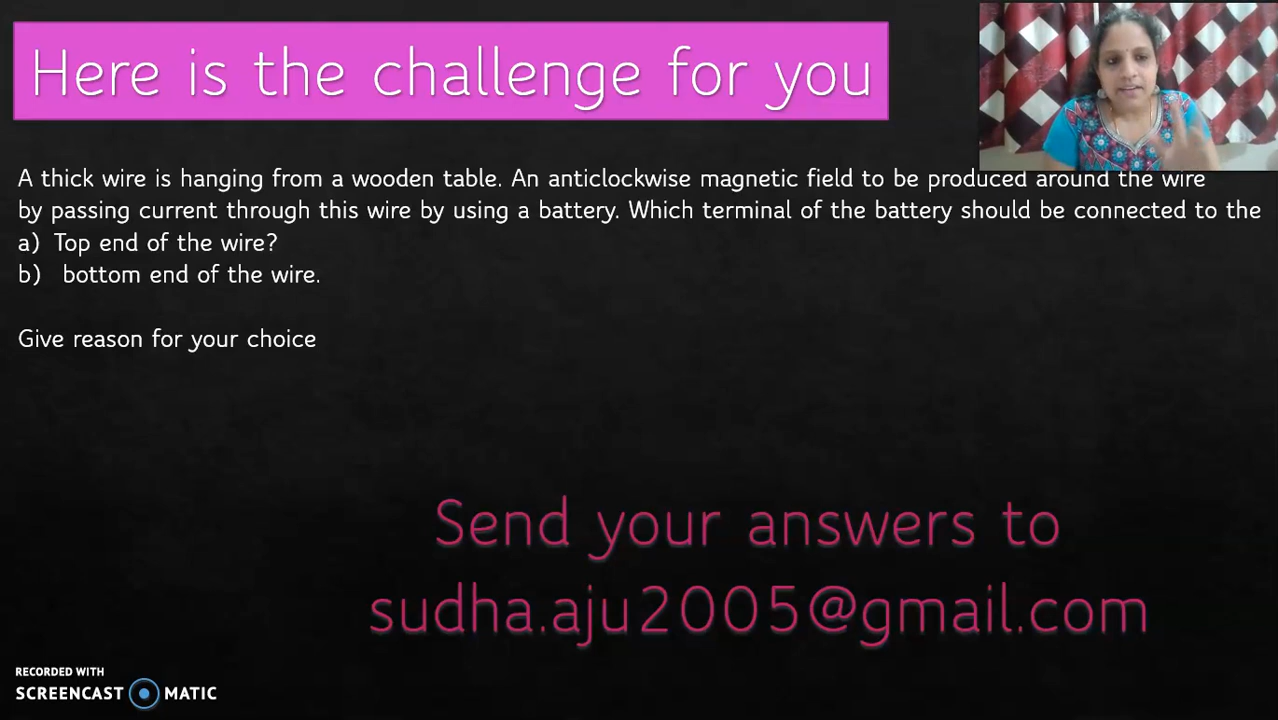 Here is the challenge for you
A thick wire is hanging from a wooden table. An anticlockwise magnetic field to be produced around the wire
by passing current through this wire by using a battery. Which terminal of the battery should be connected to the
a) Top end of the wire?
b) bottom end of the wire.
Give reason for your choice
Send your answers to
sudha.aju2005@gmail.com
RECORDED WITH
SCREENCAST MATIC